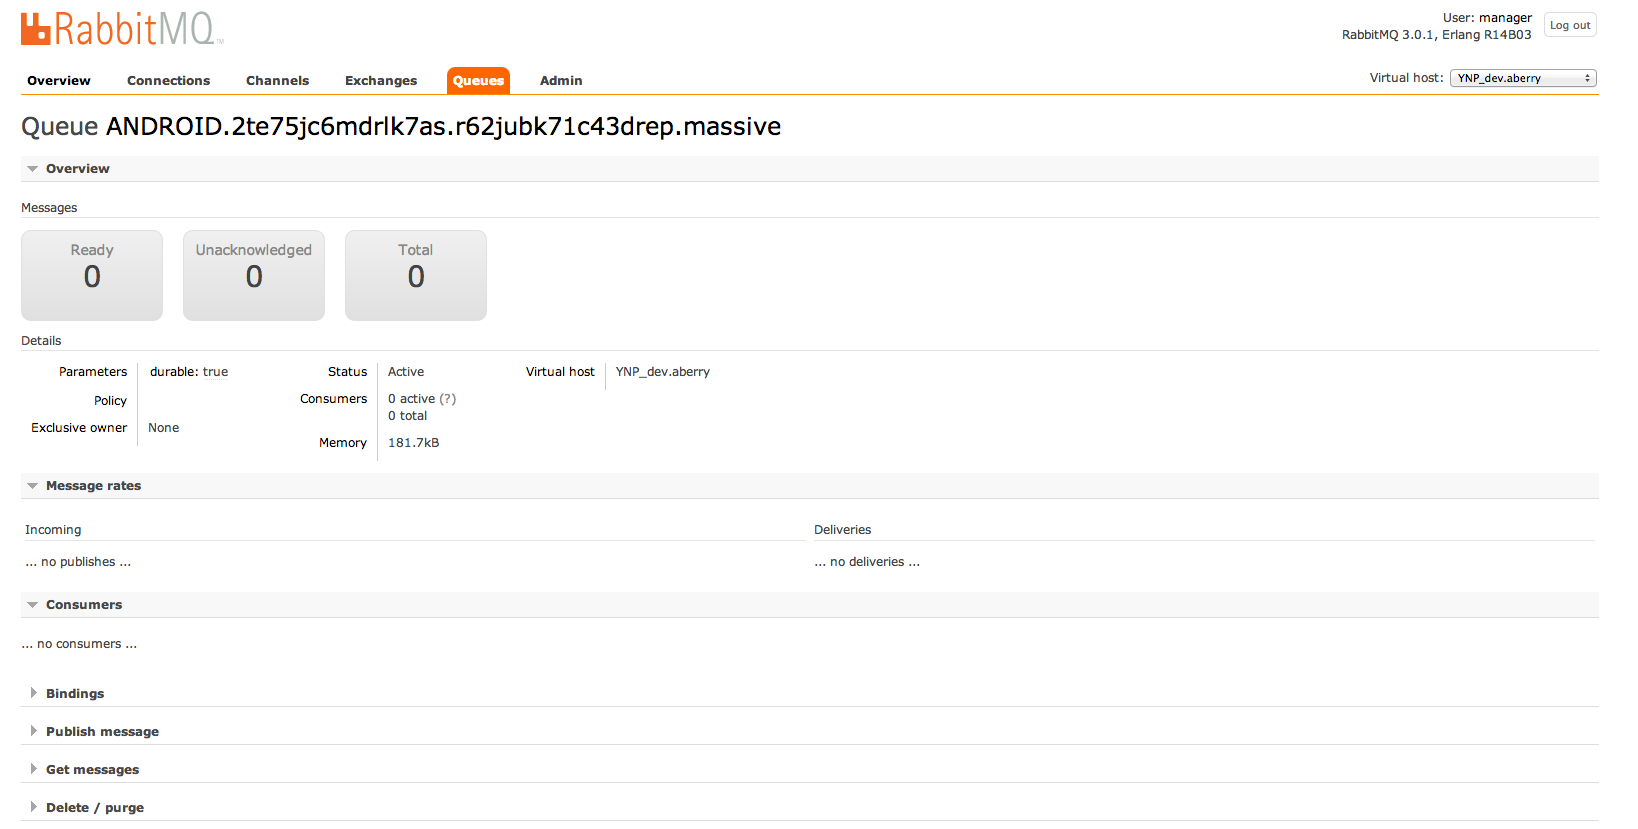 RabbitMQ™
User: manager
RabbitMQ 3.0.1, Erlang R14B03
Log out
Overview Connections Channels Exchanges Queues Admin
Virtual host: YNP_dev.aberry
Queue ANDROID.2te75jc6mdrlk7as.r62jubk71c43drep.massive
Overview
Messages
Ready Unacknowledged Total
0 0 0
Details
Parameters durable: true Status Active Virtual host YNP_dev.aberry
Policy Consumers 0 active (?)
0 total
Exclusive owner None
Memory 181.7kB
Message rates
Incoming Deliveries
... no publishes ... ... no deliveries ...
Consumers
... no consumers ...
Bindings
Publish message
Get messages
Delete / purge